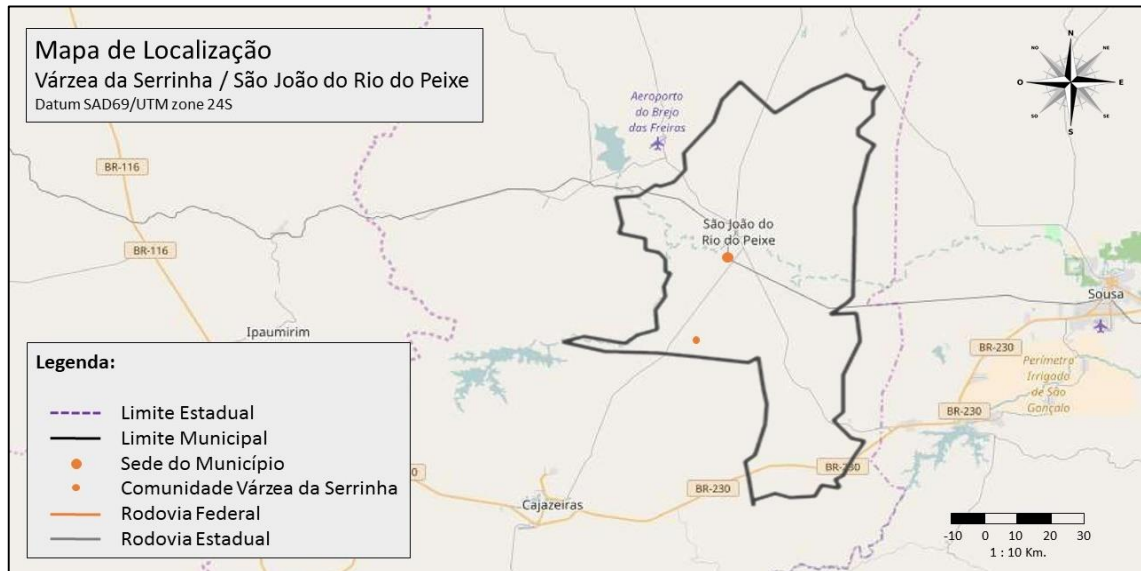 Mapa de Localização
Várzea da Serrinha / São João do Rio do Peixe
Datum SAD69/UTM zone 24S
N
NO
NE
O
E
SO
SE
S
Aeroporto
do Brejo
das Freiras
BR-116
BR-116
São João do
Rio do Peixe
Sousa
Ipaumirim
BR-230
Perímetro
Irrigado
de São
Gonçalo
BR-230
BR-230
BR-230
0
Cajazeiras
Legenda:
Limite Estadual
Limite Municipal
Sede do Município
Comunidade Várzea da Serrinha
Rodovia Federal
Rodovia Estadual
-10 0 10 20 30
1 : 10 Km.